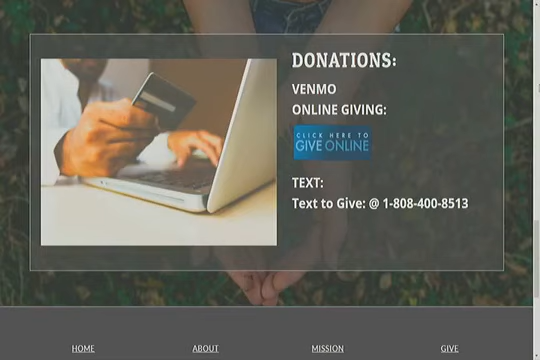 DONATIONS:
VENMO
ONLINE GIVING:
CLICK HERE TO
GIVE ONLINE
TEXT:
Text to Give: @ 1-808-400-8513
HOME
ABOUT
MISSION
GIVE